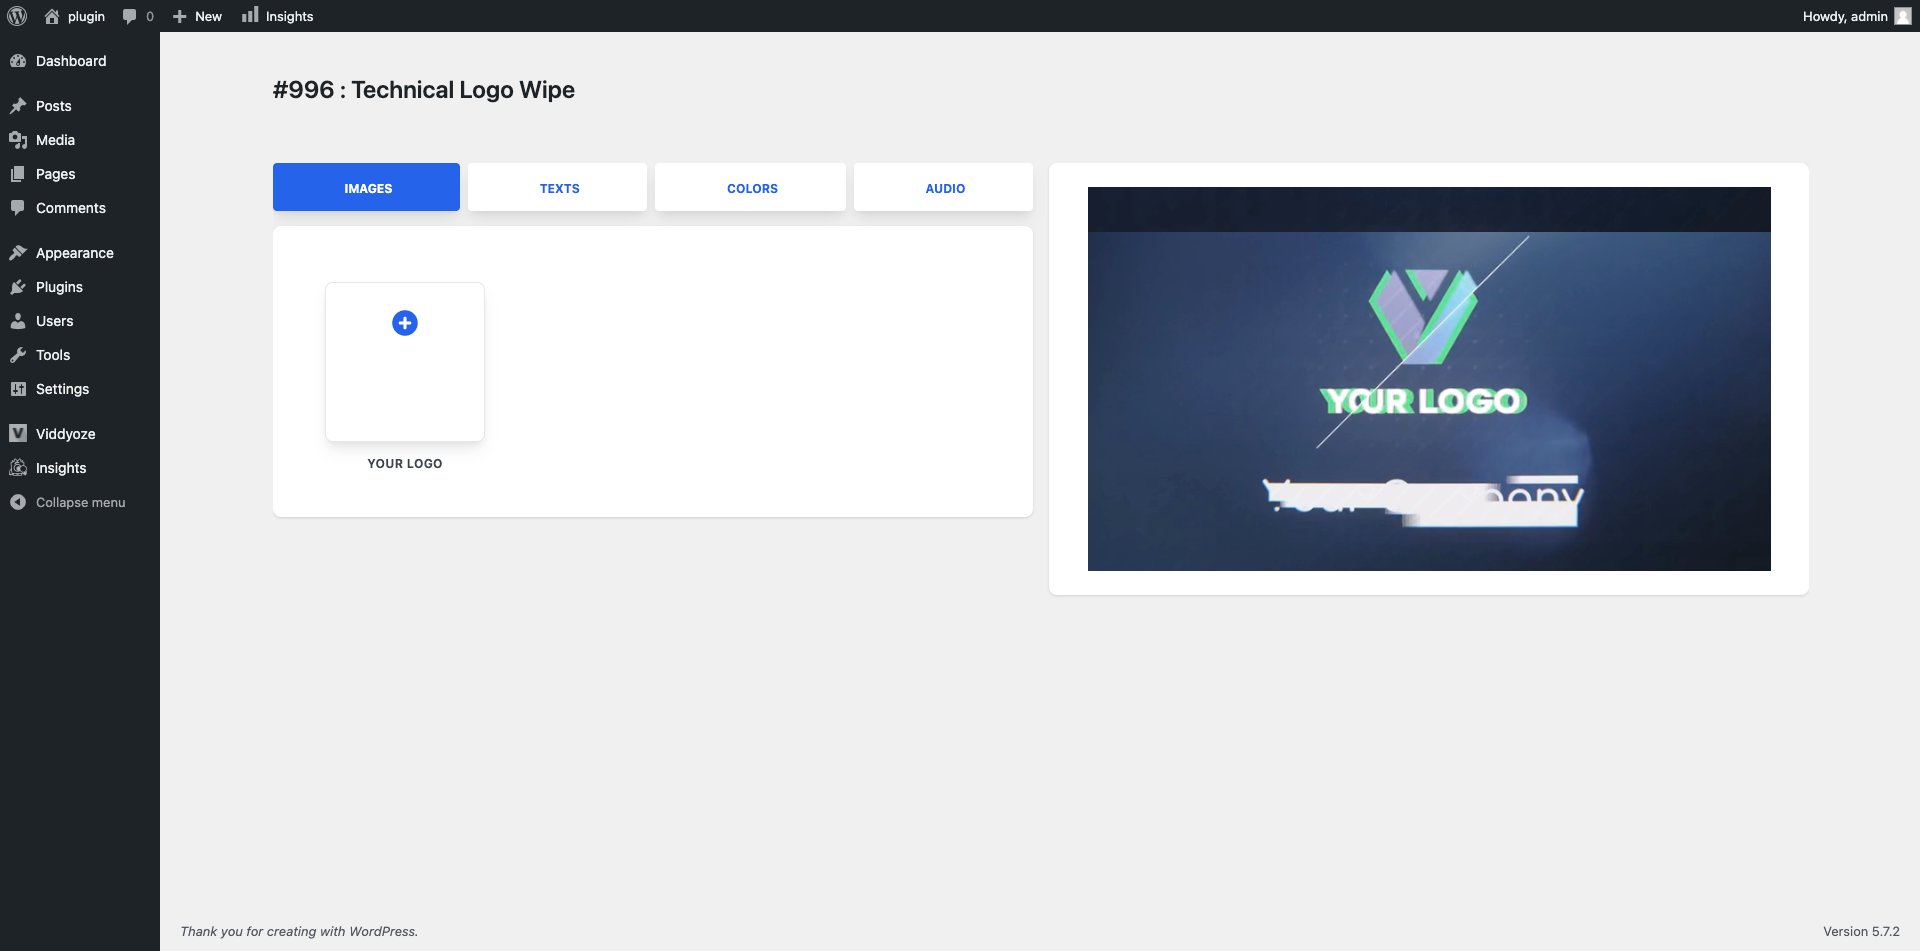 plugin
0
New
Insights
Howdy, admin
Dashboard
Posts
Media
Pages
Comments
Appearance
Plugins
Users
Tools
Settings
Viddyoze
Insights
Collapse menu
#996 : Technical Logo Wipe
IMAGES
TEXTS
COLORS
AUDIO
YOUR LOGO
YOUR LOGO
Thank you for creating with WordPress.
Version 5.7.2